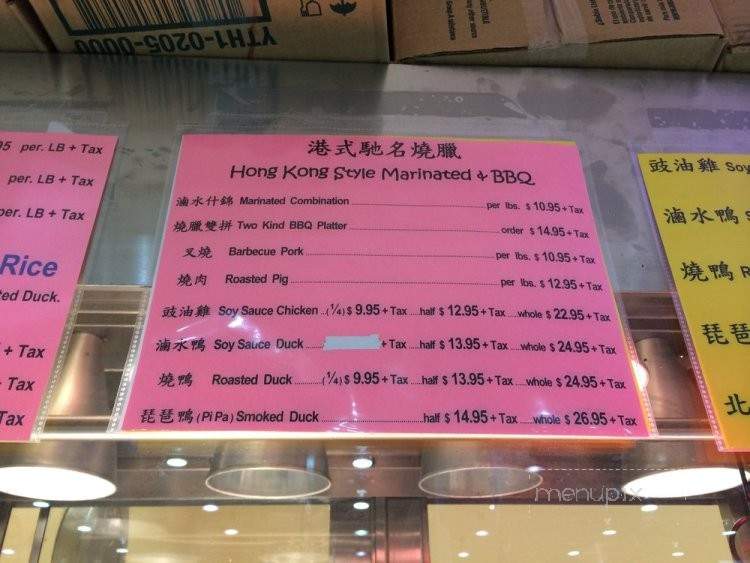 YTH1-0205-0000
95 per. LB + Tax
per. LB + Tax
per. LB + Tax
Rice
ted Duck.
+ Tax
+ Tax
Tax
港式馳名燒臘
Hong Kong Style Marinated & BBQ
滷水什錦 Marinated Combination per lbs. $ 10.95 + Tax
燒臘雙拼 Two Kind BBQ Platter order $ 14.95 + Tax
叉燒 Barbecue Pork per lbs. $ 10.95 + Tax
燒肉 Roasted Pig per lbs. $ 12.95 + Tax
豉油雞 Soy Sauce Chicken ..(¼) $ 9.95 + Tax ....half $ 12.95 + Tax ....whole $ 22.95 + Tax
滷水鴨 Soy Sauce Duck + Tax ....half $ 13.95 + Tax ....whole $ 24.95 + Tax
燒鴨 Roasted Duck ........(¼) $ 9.95 + Tax ....half $ 13.95 + Tax ....whole $ 24.95 + Tax
琵琶鴨 (Pi Pa) Smoked Duck half $ 14.95 + Tax ....whole $ 26.95 + Tax
豉油雞 Soy
滷水鴨 S
燒鴨 R
琵琶
北
menupix